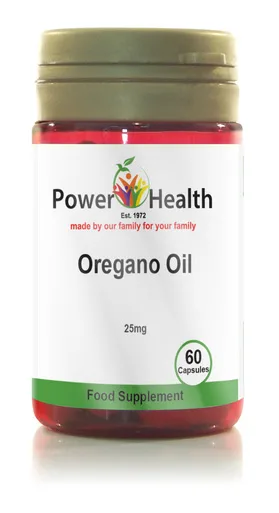 Power Health
Est. 1972
made by our family for your family
Oregano Oil
25mg
60
Capsules
Food Supplement